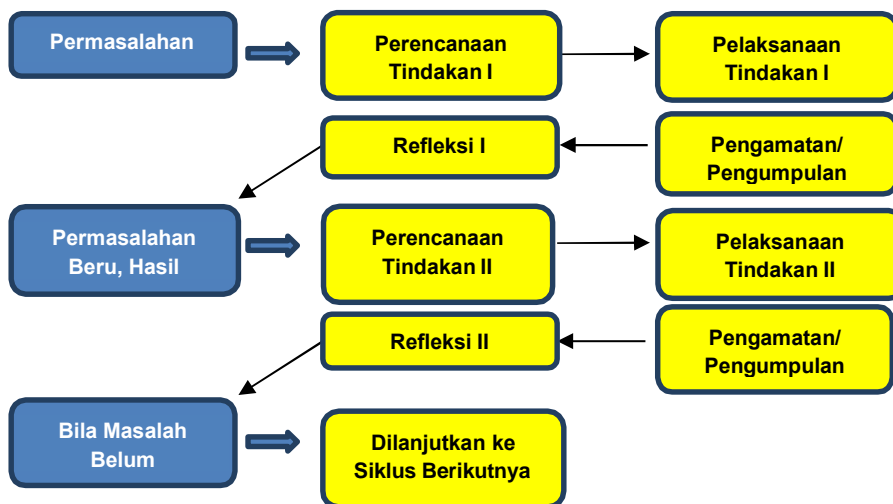 Permasalahan
Perencanaan
Tindakan I
Pelaksanaan
Tindakan I
Refleksi I
Pengamatan/
Pengumpulan
Permasalahan
Beru, Hasil
Perencanaan
Tindakan II
Pelaksanaan
Tindakan II
Refleksi II
Pengamatan/
Pengumpulan
Bila Masalah
Belum
Dilanjutkan ke
Siklus Berikutnya